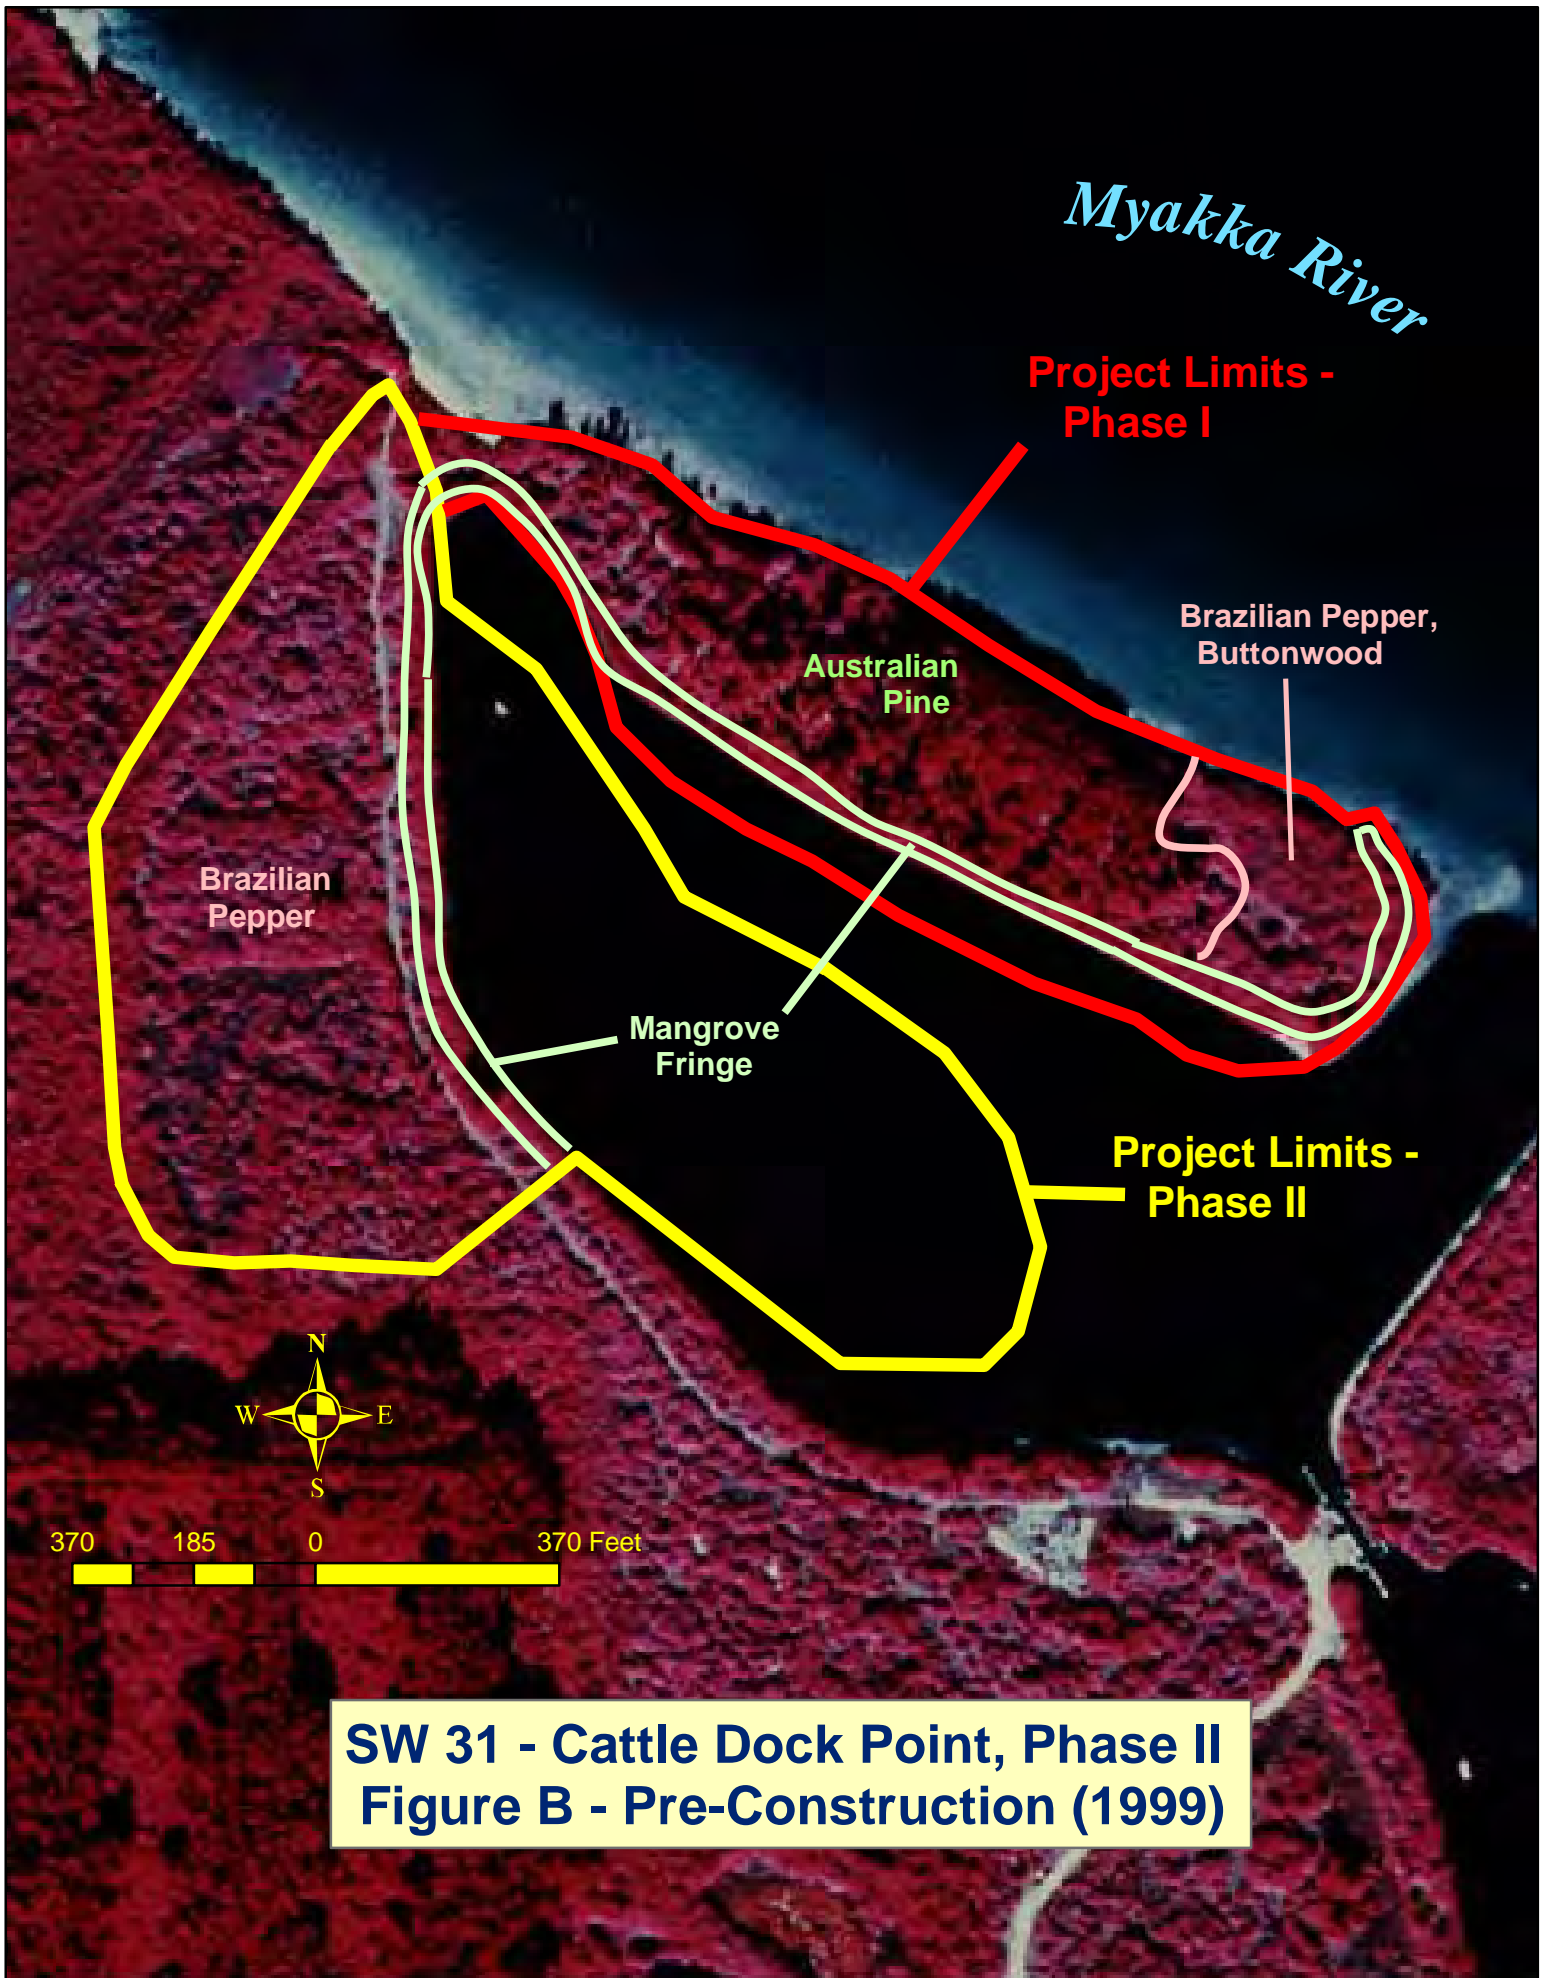 Myakka River
Project Limits -
Phase I
Brazilian Pepper,
Buttonwood
Australian
Pine
Brazilian
Pepper
Mangrove
Fringe
Project Limits -
Phase II
N
W
E
S
370 185 0 370 Feet
SW 31 - Cattle Dock Point, Phase II
Figure B - Pre-Construction (1999)